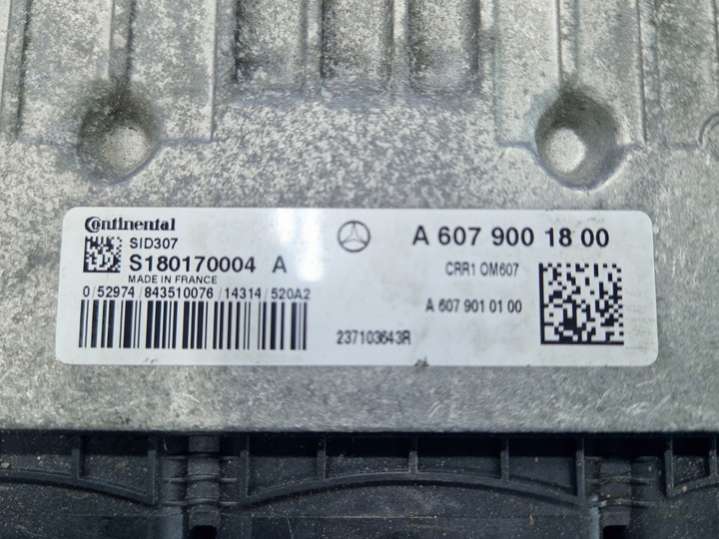 Continental
SID307
S180170004 A
MADE IN FRANCE
0/52974/843510076/14314/520A2
A 607 900 18 00
CRR1 OM607
A 607 901 01 00
237103643R